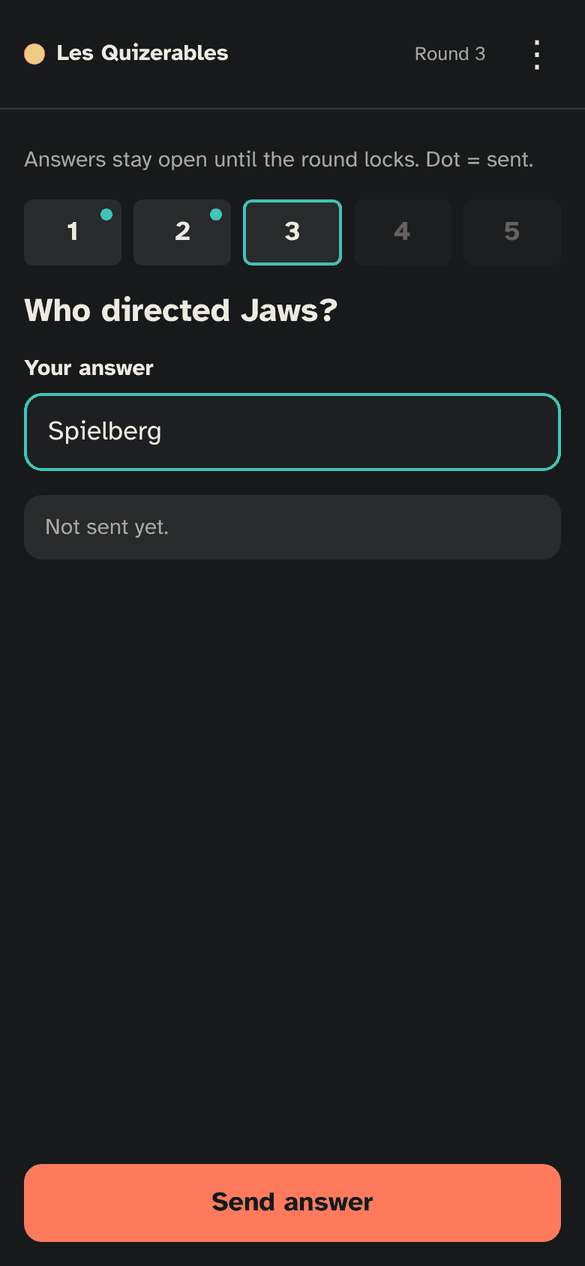 Les Quizerables
Round 3
Answers stay open until the round locks. Dot = sent.
1 2 3 4 5
Who directed Jaws?
Your answer
Spielberg
Not sent yet.
Send answer